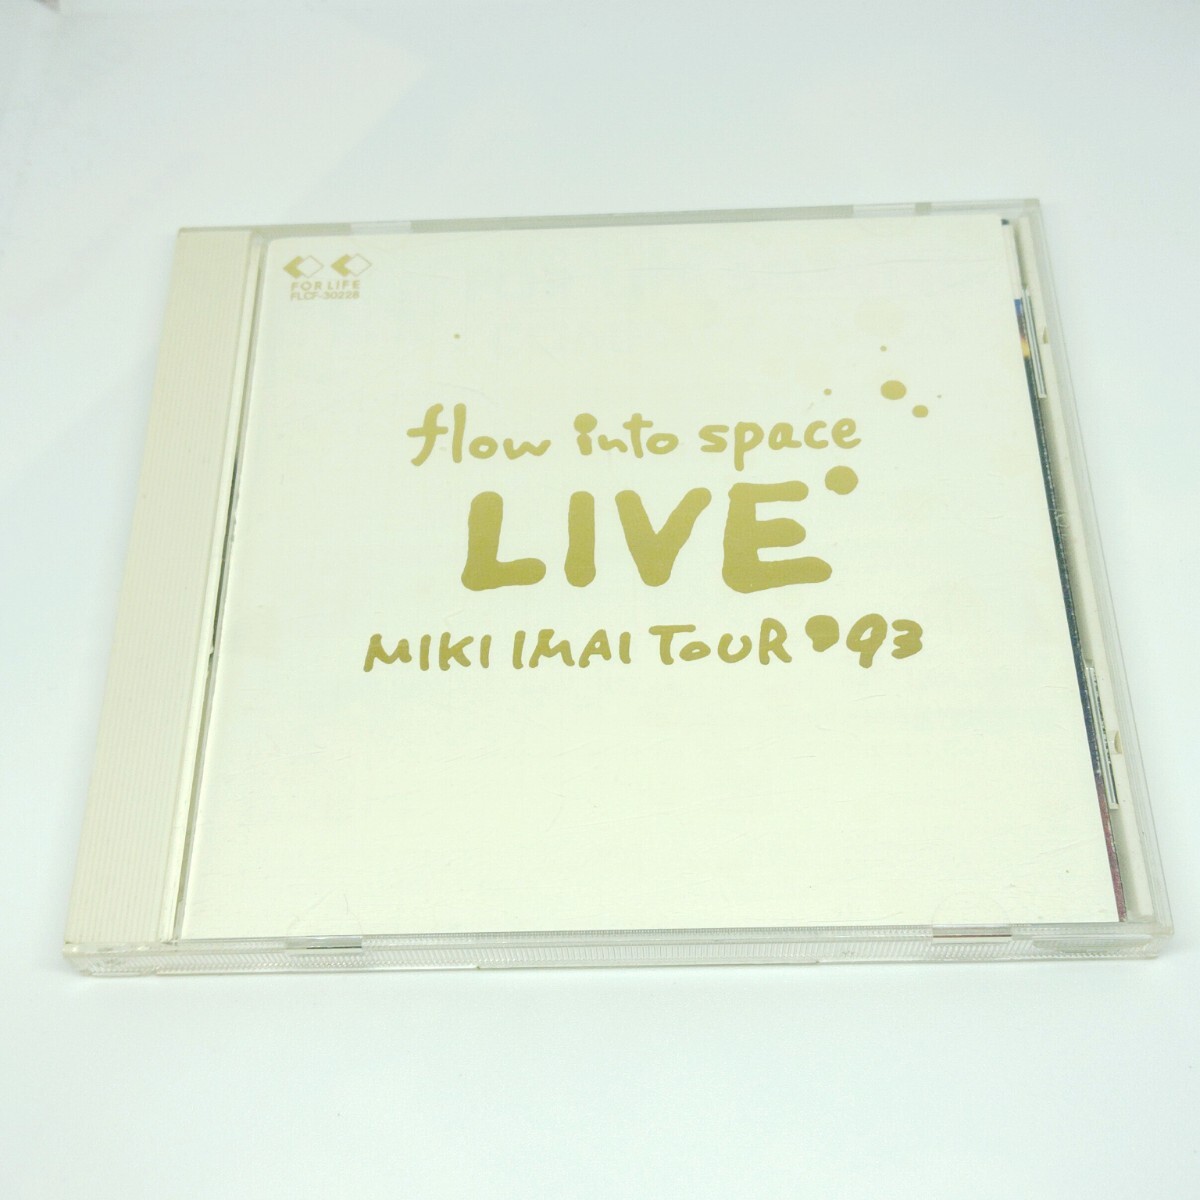 FOR LIFE
FLCF-30228
flow into space
LIVE
MIKI IMAI TOUR '93